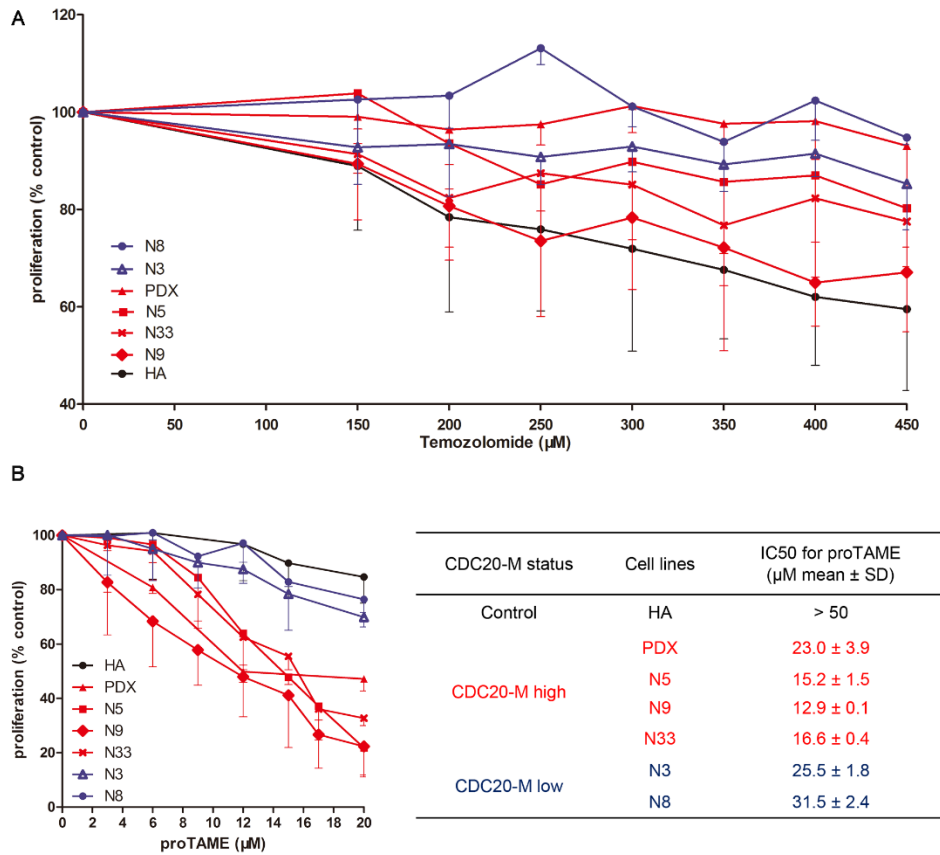 A
120
100
80
60
40
proliferation (% control)
N8
N3
PDX
N5
N33
N9
HA
0 50 100 150 200 250 300 350 400 450
Temozolomide (µM)
B
100
80
60
40
20
0
proliferation (% control)
HA
PDX
N5
N9
N33
N3
N8
0 2 4 6 8 10 12 14 16 18 20
proTAME (µM)
CDC20-M status Cell lines IC50 for proTAME
(µM mean ± SD)
Control HA > 50
PDX 23.0 ± 3.9
CDC20-M high N5 15.2 ± 1.5
N9 12.9 ± 0.1
N33 16.6 ± 0.4
CDC20-M low N3 25.5 ± 1.8
N8 31.5 ± 2.4